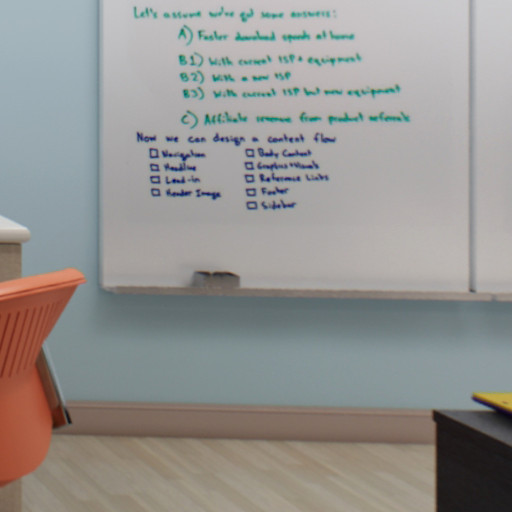 Let's assume we've got some answers:
A) Faster download speeds at home
B1) With current ISP + equipment
B2) With a new ISP
B3) With current ISP but new equipment
C) Affiliate revenue from product referrals
Now we can design a content flow
Navigation
Headline
Lead-in
Header Image
Body Content
Graphics+Visuals
Reference Links
Footer
Sidebar